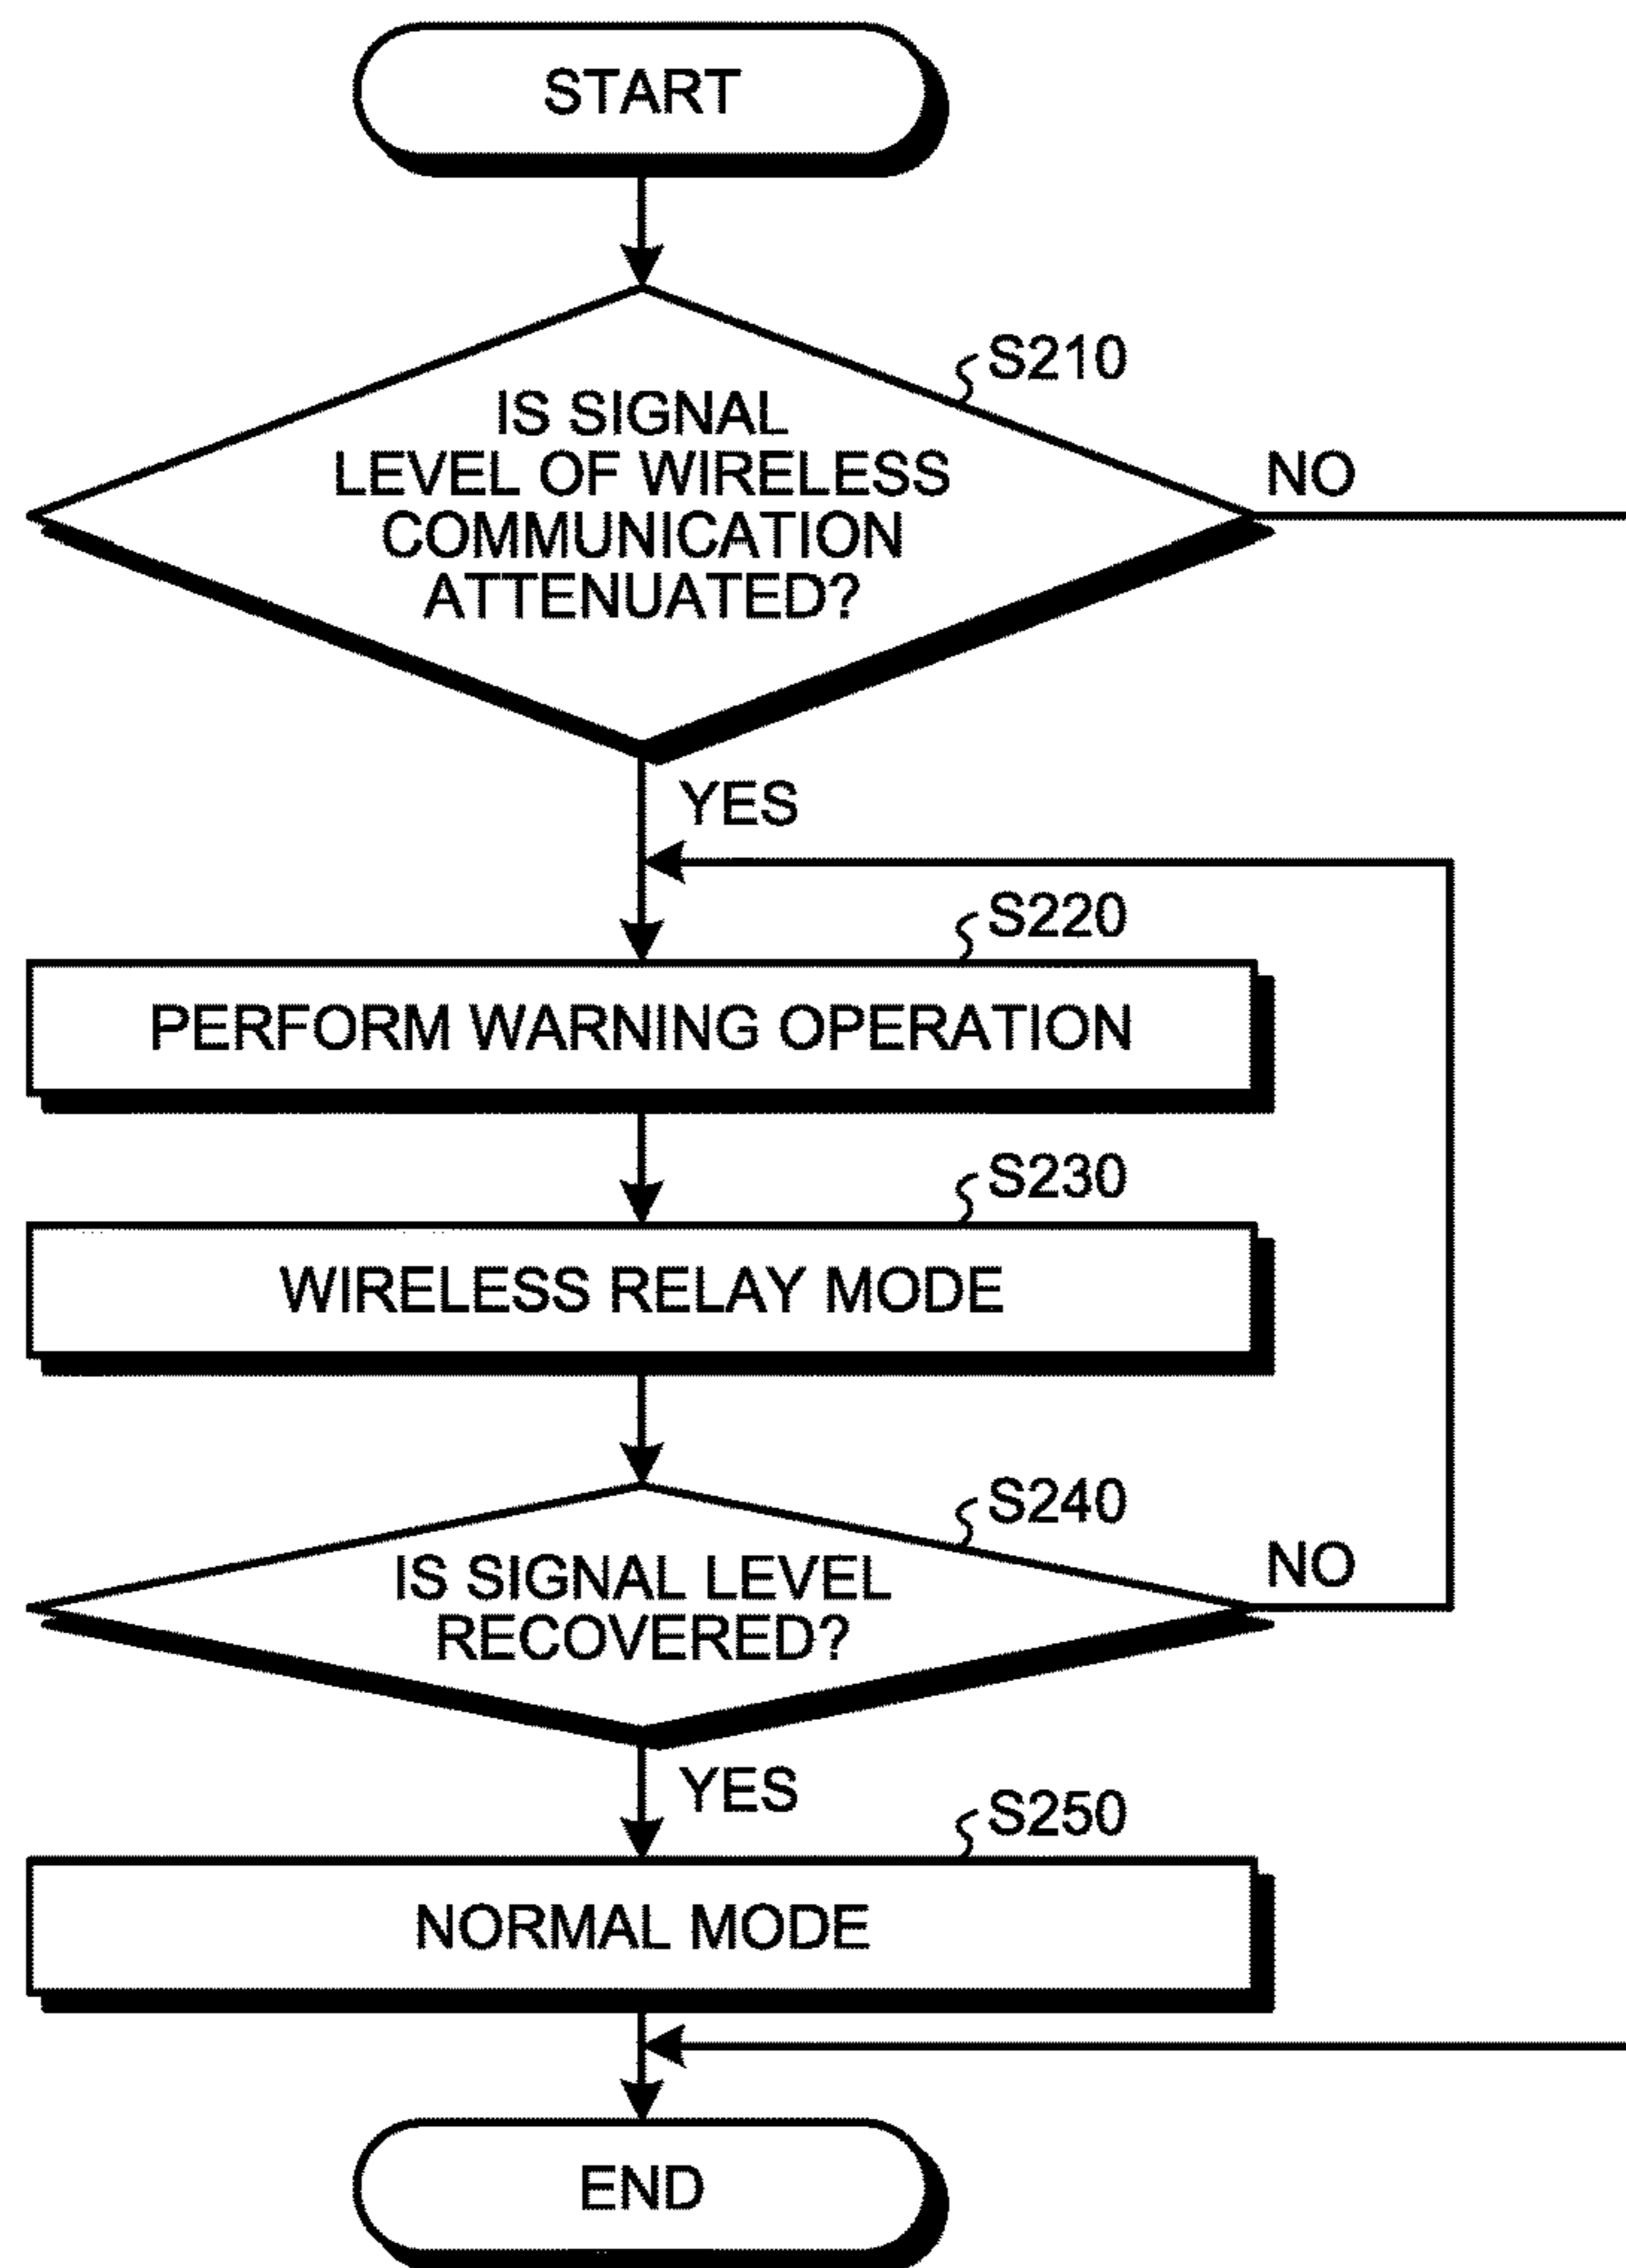 START
S210
IS SIGNAL
LEVEL OF WIRELESS
COMMUNICATION
ATTENUATED?
NO
YES
S220
PERFORM WARNING OPERATION
S230
WIRELESS RELAY MODE
S240
IS SIGNAL LEVEL
RECOVERED?
NO
YES
S250
NORMAL MODE
END